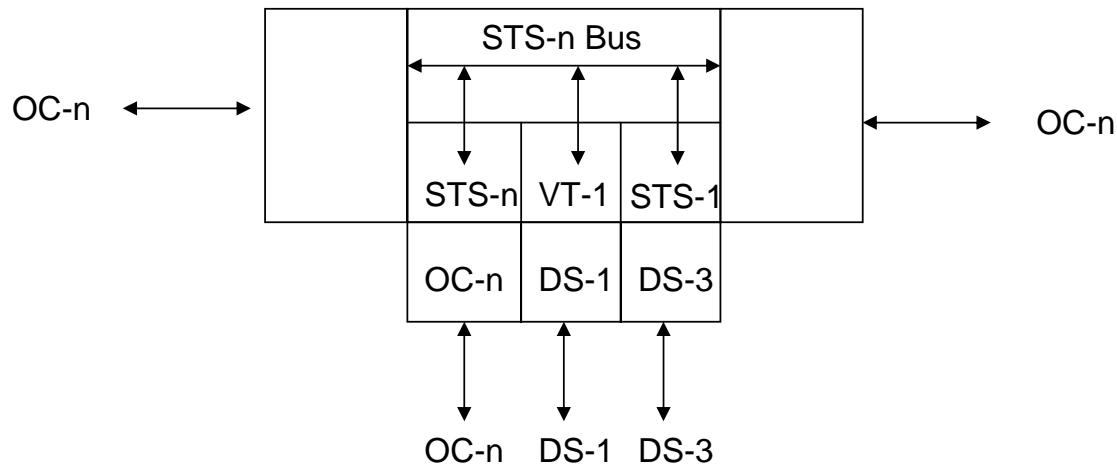 STS-n Bus
OC-n OC-n
STS-n VT-1 STS-1
OC-n DS-1 DS-3
OC-n DS-1 DS-3